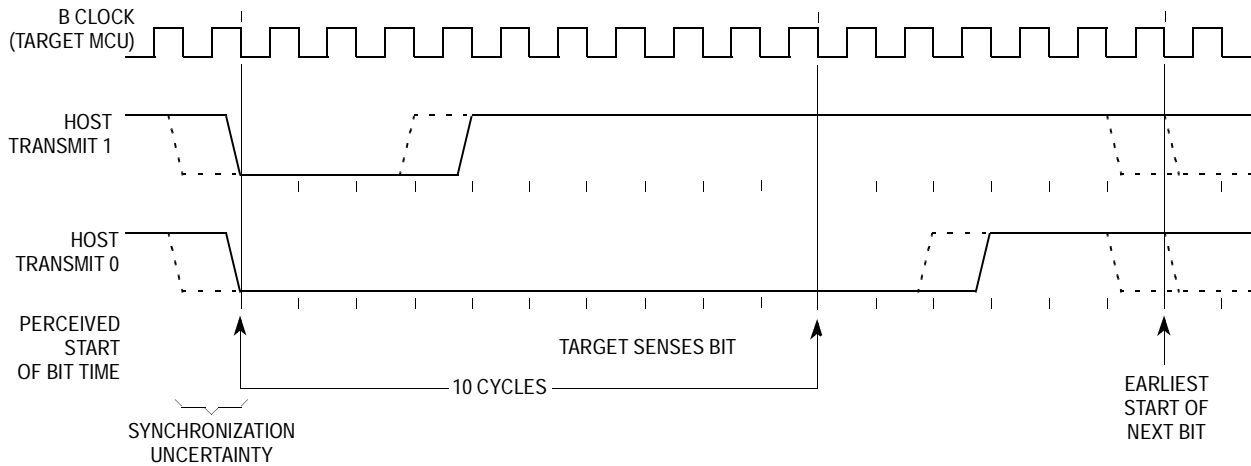 B CLOCK
(TARGET MCU)
HOST
TRANSMIT 1
HOST
TRANSMIT 0
PERCEIVED
START
OF BIT TIME
TARGET SENSES BIT
10 CYCLES
SYNCHRONIZATION
UNCERTAINTY
EARLIEST
START OF
NEXT BIT